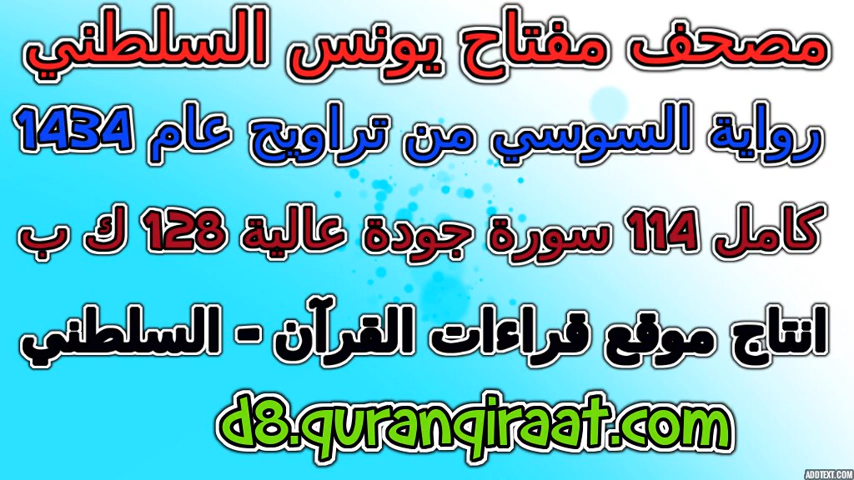 مصحف مفتاح يونس السلطني
رواية السوسي من تراويح عام 1434
كامل 114 سورة جودة عالية 128 ك ب
انتاج موقع قراءات القرآن - السلطني
d8.quranqiraat.com
ADDTEXT.COM